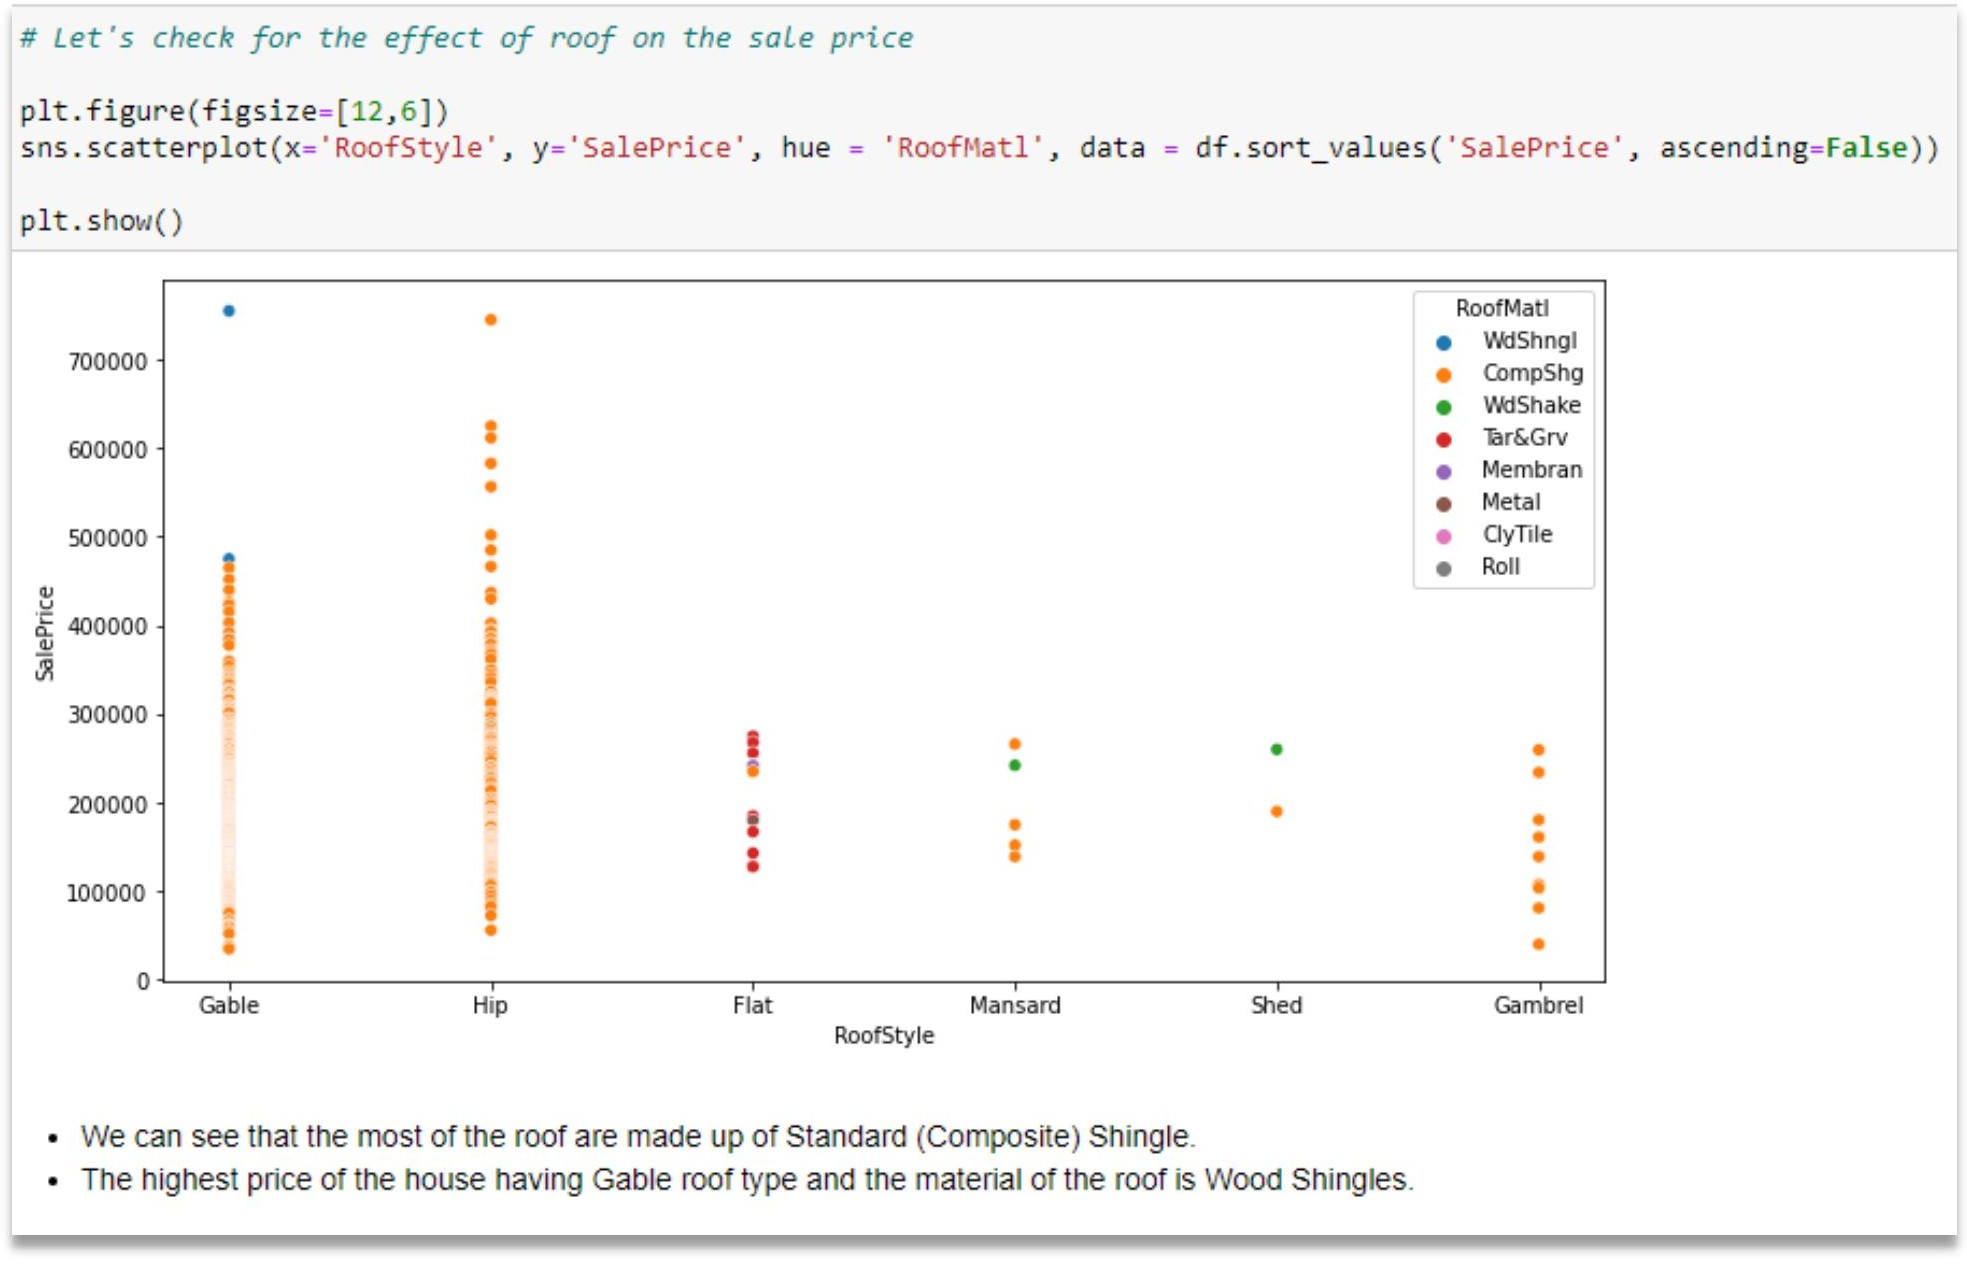 # Let's check for the effect of roof on the sale price
plt.figure(figsize=[12,6])
sns.scatterplot(x='RoofStyle', y='SalePrice', hue = 'RoofMatl', data = df.sort_values('SalePrice', ascending=False))
plt.show()
RoofMatl
WdShngl
CompShg
WdShake
Tar&Grv
Membran
Metal
ClyTile
Roll
700000
600000
500000
400000
300000
200000
100000
0
SalePrice
Gable Hip Flat Mansard Shed Gambrel
RoofStyle
• We can see that the most of the roof are made up of Standard (Composite) Shingle.
• The highest price of the house having Gable roof type and the material of the roof is Wood Shingles.